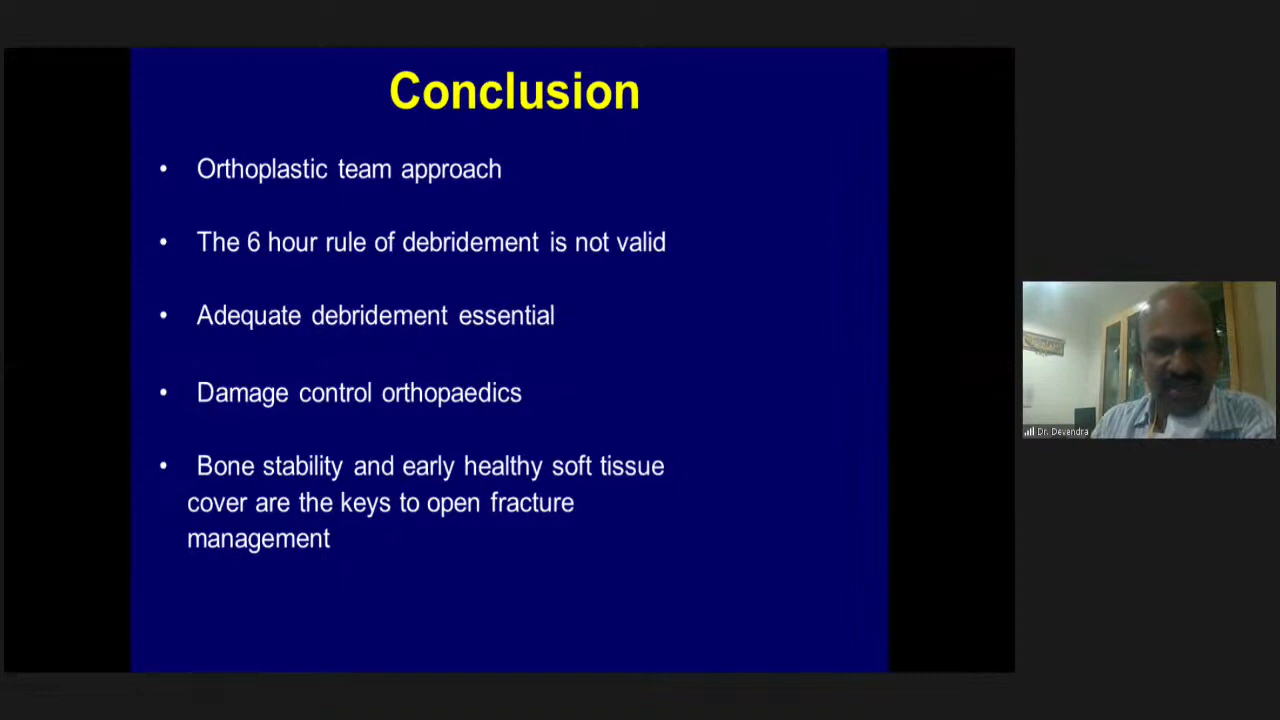 Conclusion
• Orthoplastic team approach
• The 6 hour rule of debridement is not valid
• Adequate debridement essential
• Damage control orthopaedics
• Bone stability and early healthy soft tissue
cover are the keys to open fracture
management
Dr. Devendra